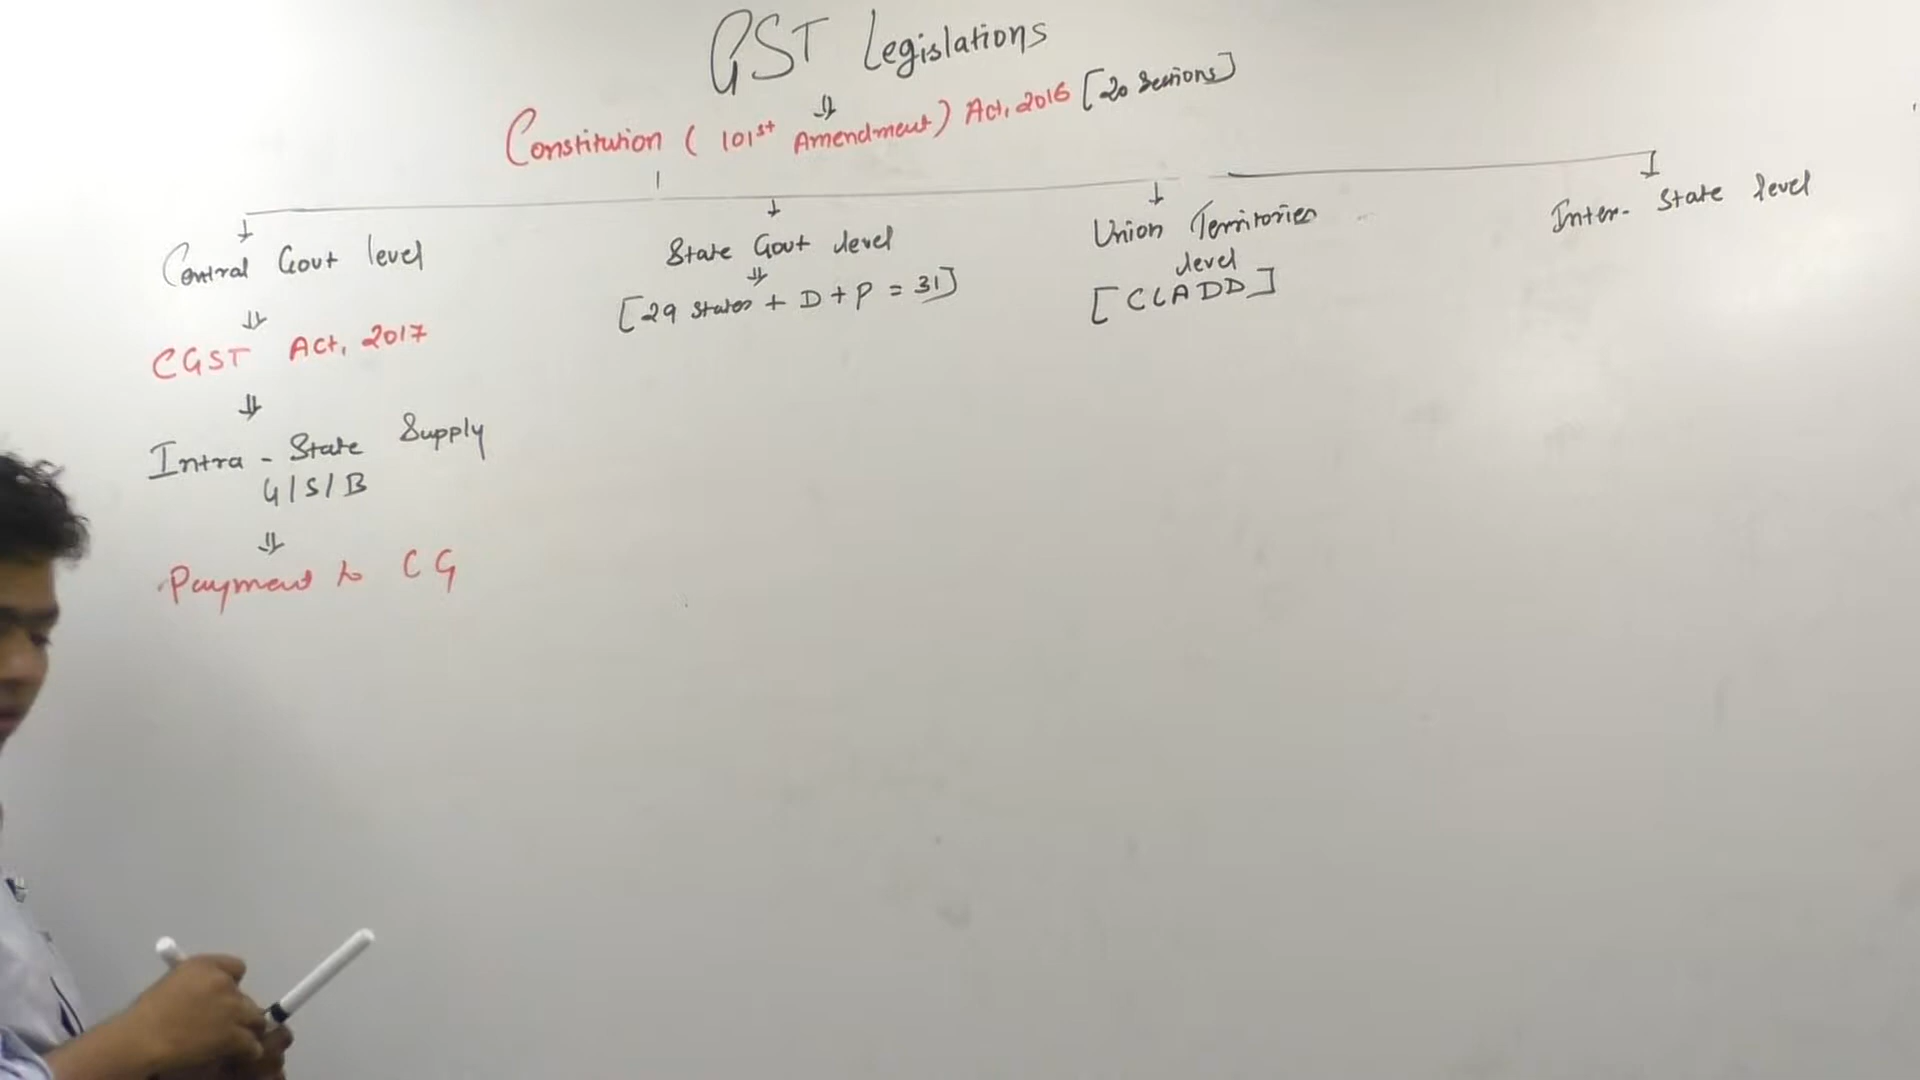 GST Legislations
⇓
Constitution ( 101st Amendment) Act, 2016 [20 Sections]
Central Govt level
⇓
CGST Act, 2017
⇓
Intra - State Supply
G/S/B
⇓
Payment to CG
State Govt level
⇓
[29 States + D + P = 31]
Union Territories
level
[CLADD]
Inter- State level